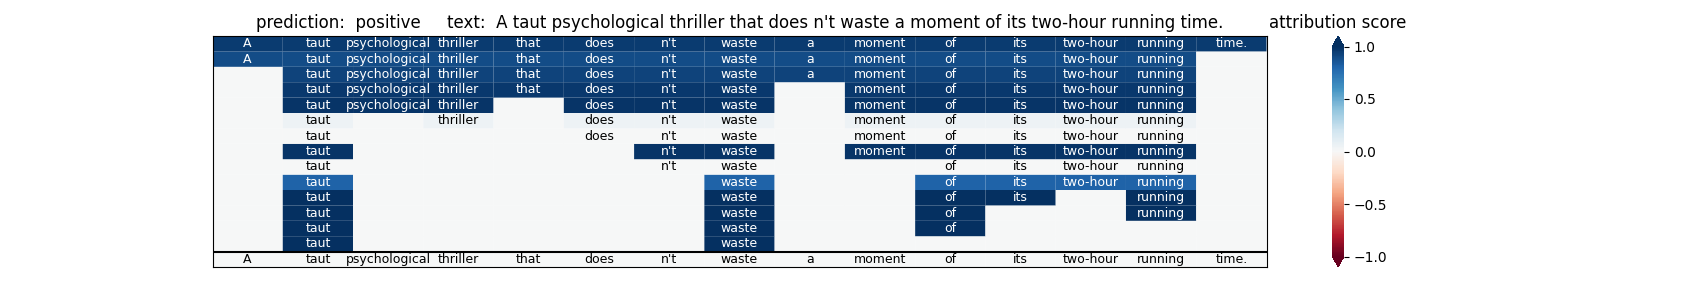 prediction: positive text: A taut psychological thriller that does n't waste a moment of its two-hour running time. attribution score
A taut psychological thriller that does n't waste a moment of its two-hour running time.
A taut psychological thriller that does n't waste a moment of its two-hour running
taut psychological thriller that does n't waste a moment of its two-hour running
taut psychological thriller that does n't waste moment of its two-hour running
taut psychological thriller does n't waste moment of its two-hour running
taut thriller does n't waste moment of its two-hour running
taut does n't waste moment of its two-hour running
taut n't waste moment of its two-hour running
taut n't waste of its two-hour running
taut waste of its two-hour running
taut waste of its running
taut waste of running
taut waste of
taut waste
A taut psychological thriller that does n't waste a moment of its two-hour running time.
1.0
0.5
0.0
−0.5
−1.0